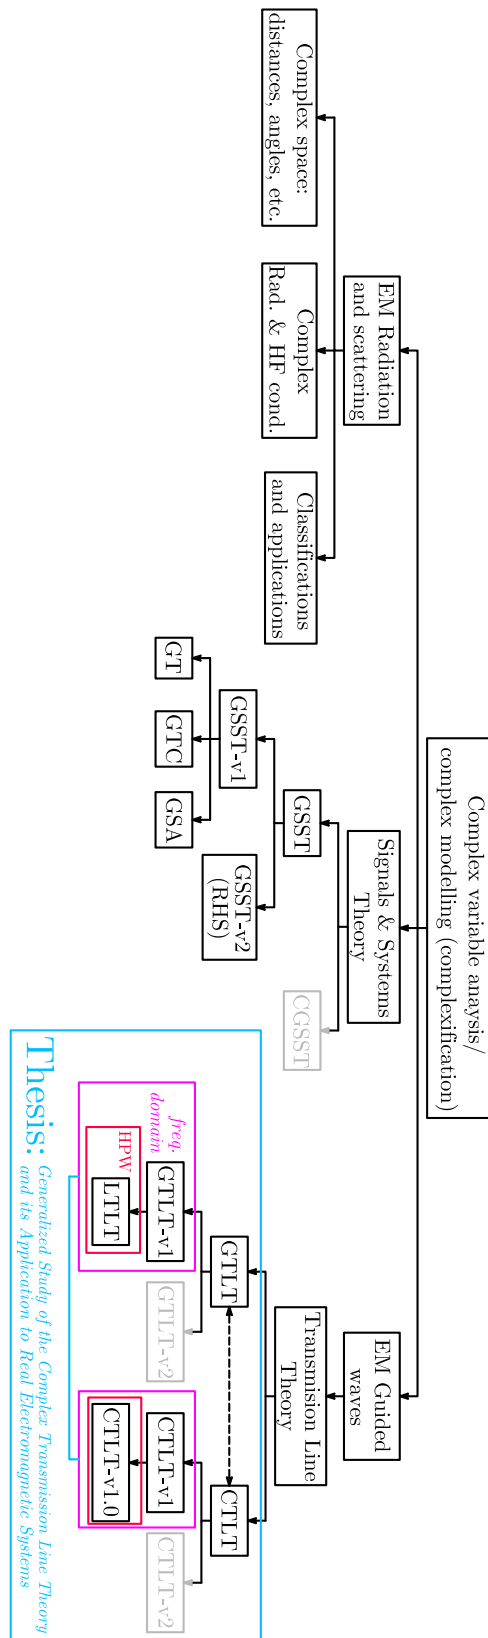 Complex variable anaysis/
complex modelling (complexification)
EM Radiation
and scattering
Signals & Systems
Theory
EM Guided
waves
Complex space:
distances, angles, etc.
Complex
Rad. & HF cond.
Classifications
and applications
GSST
CGSST
Transmision Line
Theory
GSST-v1
GSST-v2
(RHS)
GTLT
CTLT
GT
GTC
GSA
freq.
domain
GTLT-v1
GTLT-v2
CTLT-v1
CTLT-v2
HPW
LTLT
CTLT-v1.0
Thesis:
Generalized Study of the Complex Transmission Line Theory
and its Application to Real Electromagnetic Systems